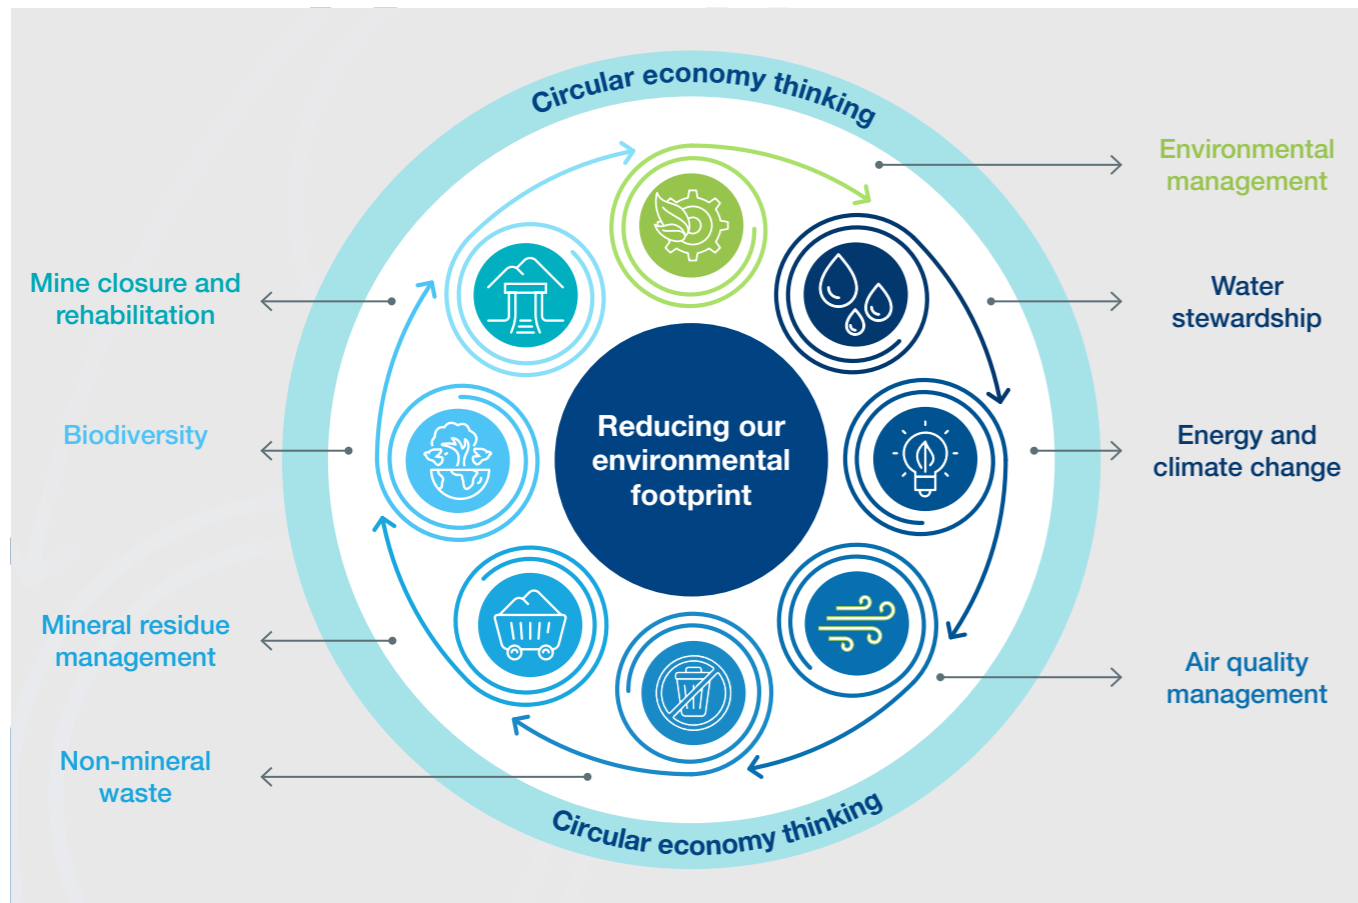 Circular economy thinking
Environmental
management
Water
stewardship
Energy and
climate change
Air quality
management
Non-mineral
waste
Mineral residue
management
Biodiversity
Mine closure and
rehabilitation
Reducing our
environmental
footprint
Circular economy thinking